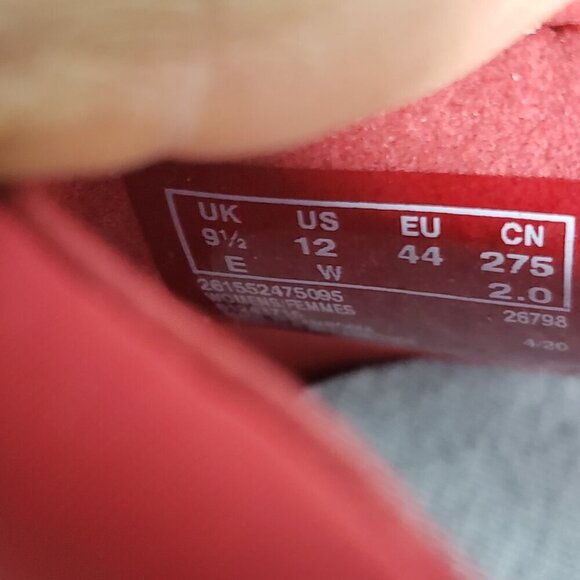 UK US EU CN
9½ 12 44 275
E W 2.0
261552475095
WOMENS/FEMMES 26798
4/20